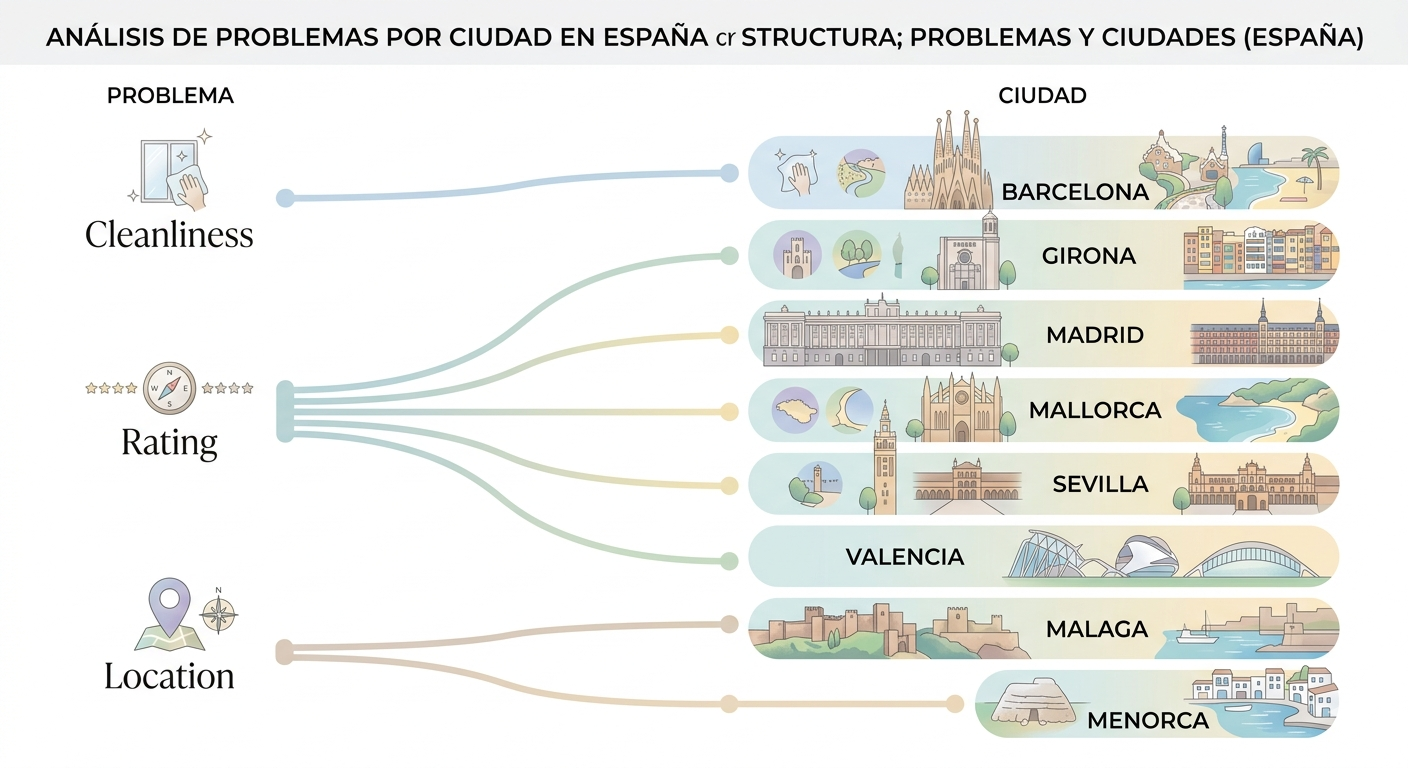 ANÁLISIS DE PROBLEMAS POR CIUDAD EN ESPAÑA cr STRUCTURA; PROBLEMAS Y CIUDADES (ESPAÑA)
PROBLEMA
CIUDAD
Cleanliness
BARCELONA
GIRONA
MADRID
N
W E
S
Rating
MALLORCA
SEVILLA
VALENCIA
N
Location
MALAGA
MENORCA